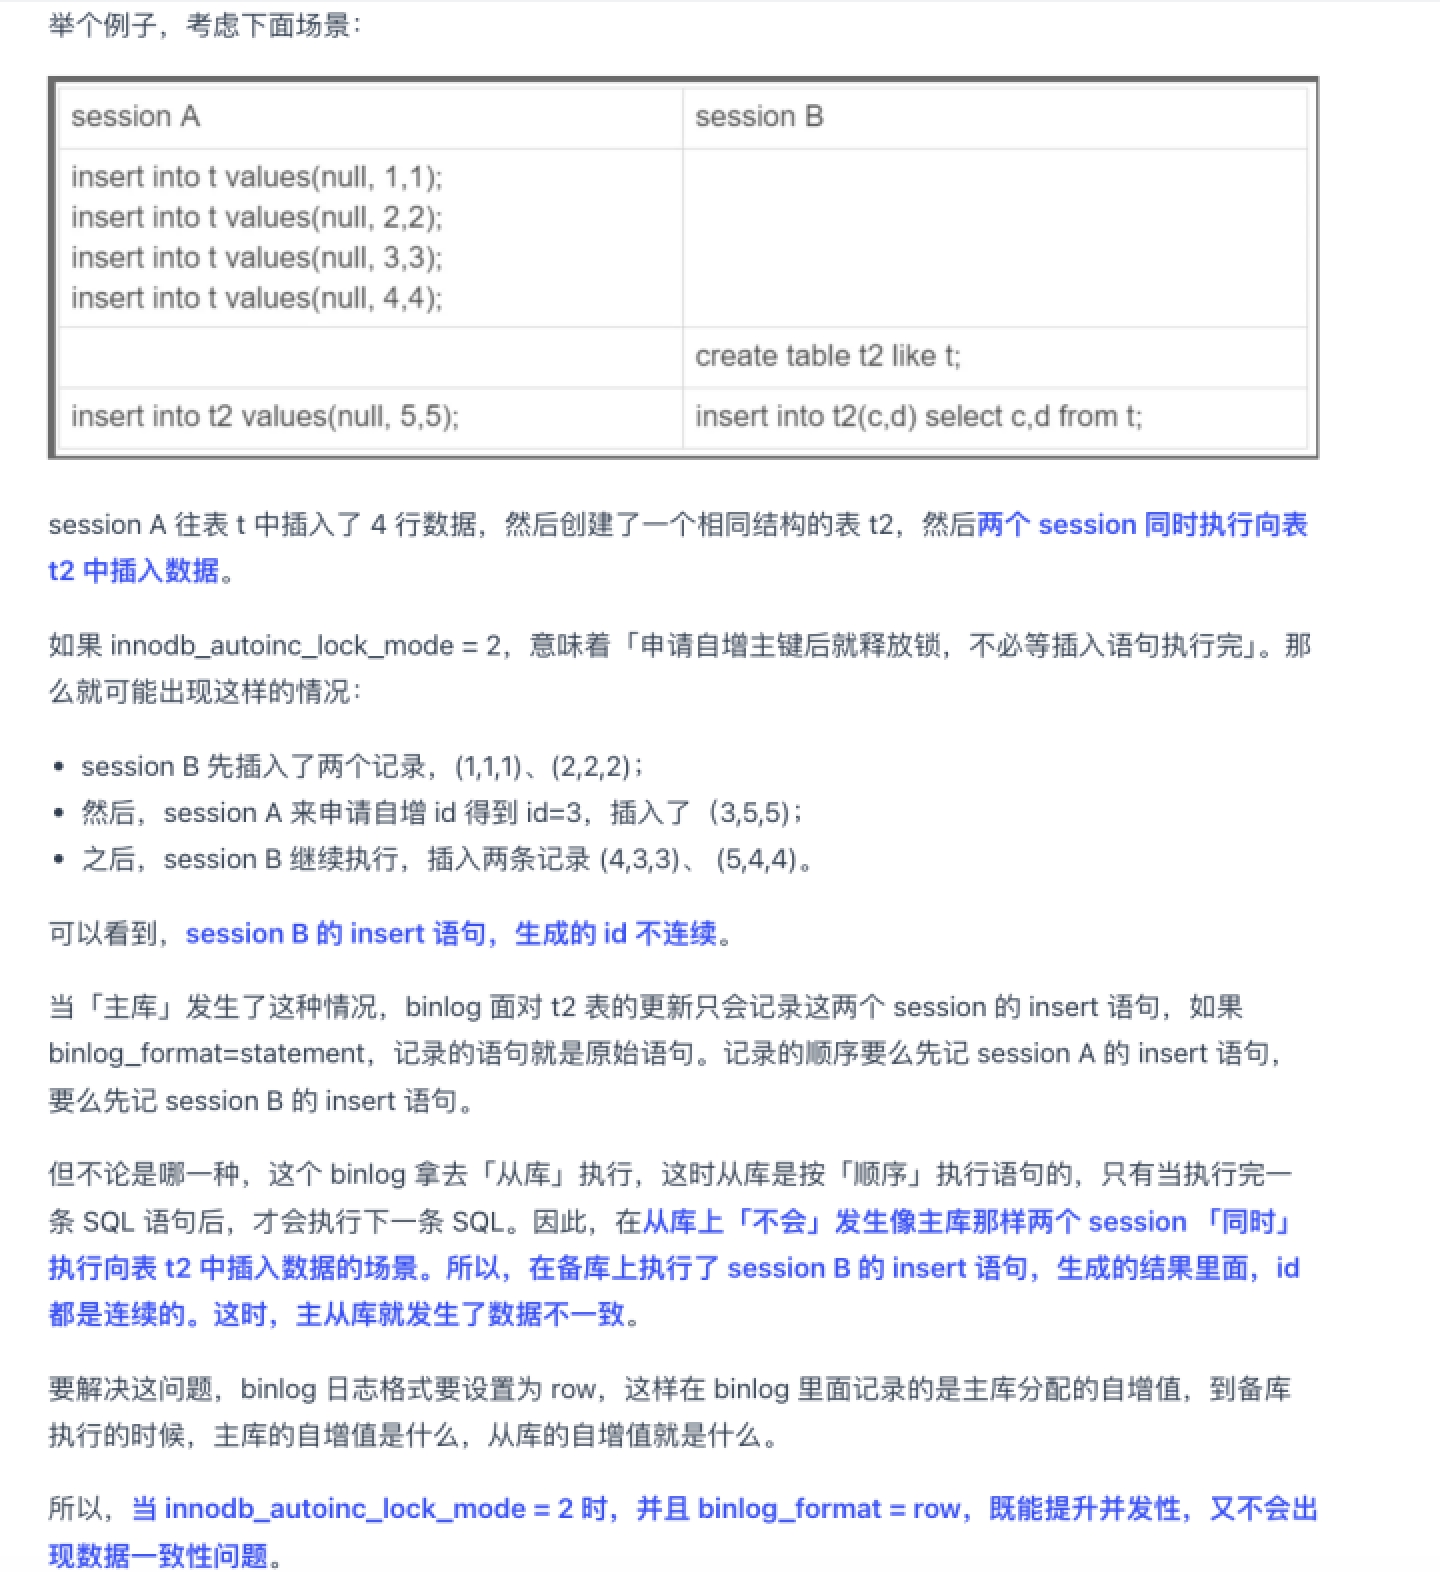 举个例子，考虑下面场景：
session A
session B
insert into t values(null, 1,1);
insert into t values(null, 2,2);
insert into t values(null, 3,3);
insert into t values(null, 4,4);
create table t2 like t;
insert into t2 values(null, 5,5);
insert into t2(c,d) select c,d from t;
session A 往表 t 中插入了 4 行数据，然后创建了一个相同结构的表 t2，然后两个 session 同时执行向表
t2 中插入数据。
如果 innodb_autoinc_lock_mode = 2，意味着「申请自增主键后就释放锁，不必等插入语句执行完」。那
么就可能出现这样的情况：
• session B 先插入了两个记录，(1,1,1)、(2,2,2)；
• 然后，session A 来申请自增 id 得到 id=3，插入了（3,5,5)；
• 之后，session B 继续执行，插入两条记录 (4,3,3)、 (5,4,4)。
可以看到，session B 的 insert 语句，生成的 id 不连续。
当「主库」发生了这种情况，binlog 面对 t2 表的更新只会记录这两个 session 的 insert 语句，如果
binlog_format=statement，记录的语句就是原始语句。记录的顺序要么先记 session A 的 insert 语句，
要么先记 session B 的 insert 语句。
但不论是哪一种，这个 binlog 拿去「从库」执行，这时从库是按「顺序」执行语句的，只有当执行完一
条 SQL 语句后，才会执行下一条 SQL。因此，在从库上「不会」发生像主库那样两个 session 「同时」
执行向表 t2 中插入数据的场景。所以，在备库上执行了 session B 的 insert 语句，生成的结果里面，id
都是连续的。这时，主从库就发生了数据不一致。
要解决这问题，binlog 日志格式要设置为 row，这样在 binlog 里面记录的是主库分配的自增值，到备库
执行的时候，主库的自增值是什么，从库的自增值就是什么。
所以，当 innodb_autoinc_lock_mode = 2 时，并且 binlog_format = row，既能提升并发性，又不会出
现数据一致性问题。